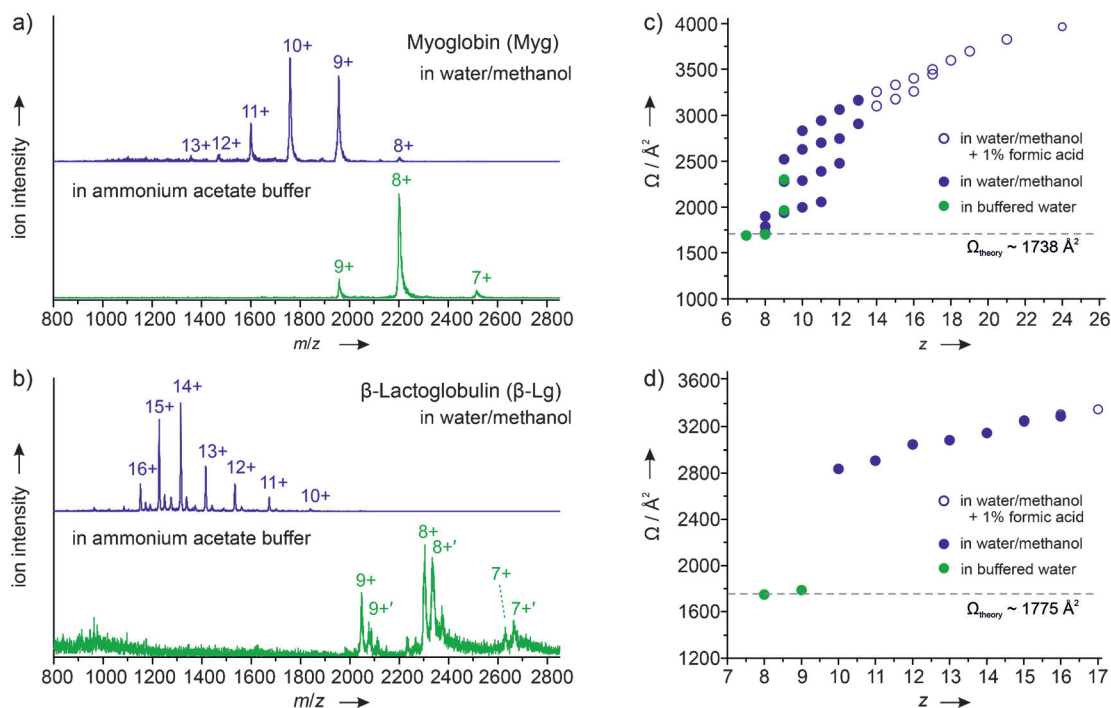 a)
Myoglobin (Myg)
in water/methanol
10+
9+
11+
13+
12+
8+
in ammonium acetate buffer
8+
9+
7+
ion intensity
800 1000 1200 1400 1600 1800 2000 2200 2400 2600 2800
m/z
b)
β-Lactoglobulin (β-Lg)
in water/methanol
14+
15+
13+
16+
12+
11+
10+
in ammonium acetate buffer
8+
8+′
9+
9+′
7+
7+′
ion intensity
800 1000 1200 1400 1600 1800 2000 2200 2400 2600 2800
m/z
c)
4000
3500
3000
2500
2000
1500
1000
Ω / Å²
in water/methanol
+ 1% formic acid
in water/methanol
in buffered water
Ωtheory ~ 1738 Å²
6 8 10 12 14 16 18 20 22 24 26
z
d)
3600
3200
2800
2400
2000
1600
1200
Ω / Å²
in water/methanol
+ 1% formic acid
in water/methanol
in buffered water
Ωtheory ~ 1775 Å²
7 8 9 10 11 12 13 14 15 16 17
z